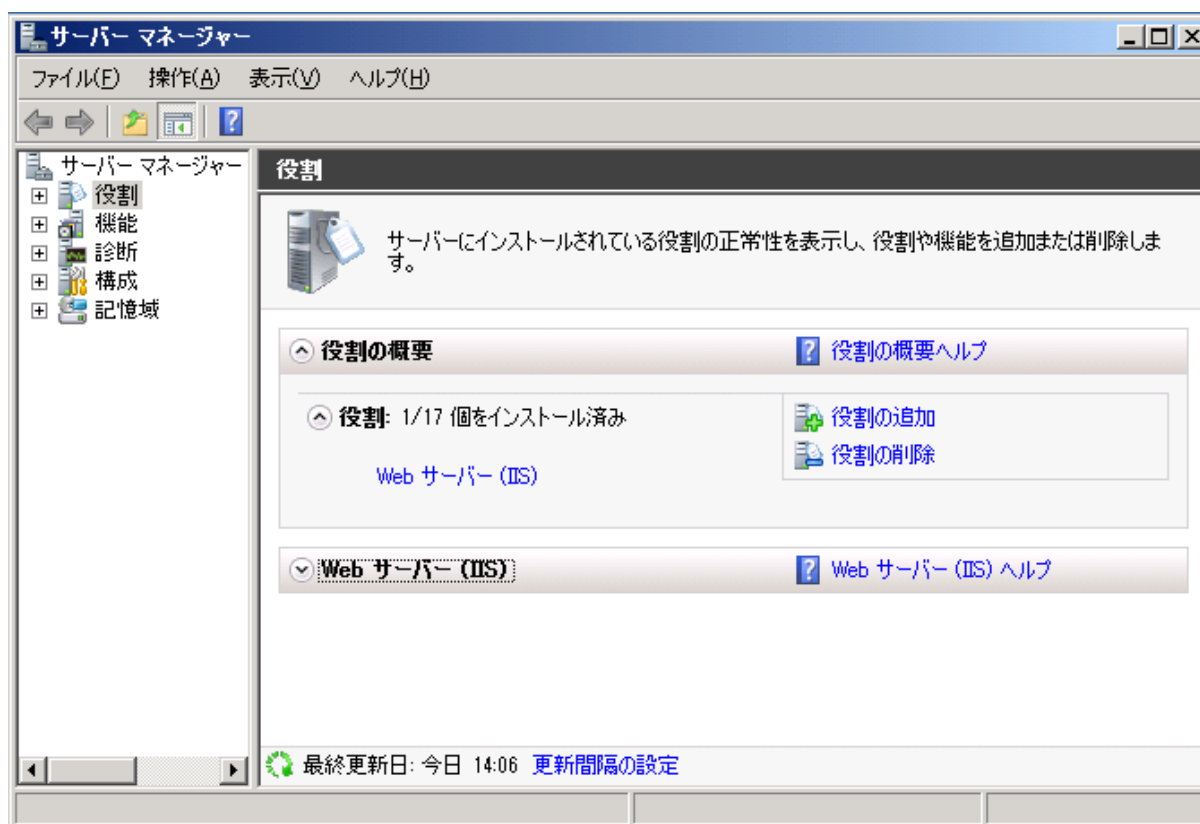 サーバー マネージャー
ファイル(F) 操作(A) 表示(V) ヘルプ(H)
サーバー マネージャー
役割
機能
診断
構成
記憶域
役割
サーバーにインストールされている役割の正常性を表示し、役割や機能を追加または削除しま
す。
役割の概要
役割の概要ヘルプ
役割: 1/17 個をインストール済み
役割の追加
役割の削除
Web サーバー (IIS)
Web サーバー (IIS)
Web サーバー (IIS) ヘルプ
最終更新日: 今日 14:06 更新間隔の設定